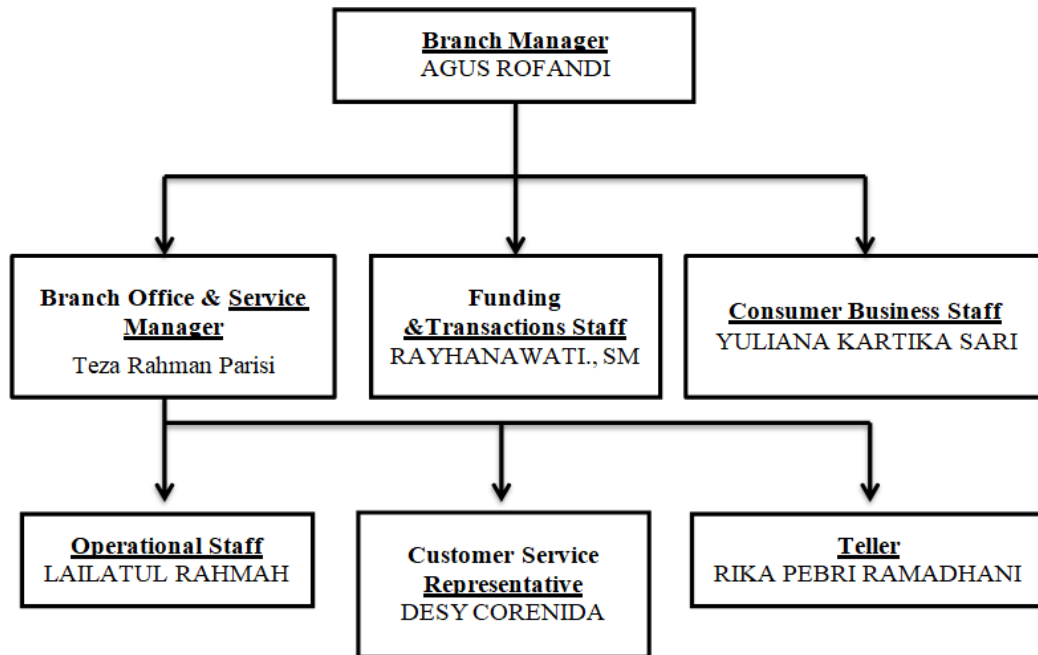 Branch Manager
AGUS ROFANDI
Branch Office & Service
Manager
Teza Rahman Parisi
Funding
&Transactions Staff
RAYHANAWATI., SM
Consumer Business Staff
YULIANA KARTIKA SARI
Operational Staff
LAILATUL RAHMAH
Customer Service
Representative
DESY CORENIDA
Teller
RIKA PEBRI RAMADHANI